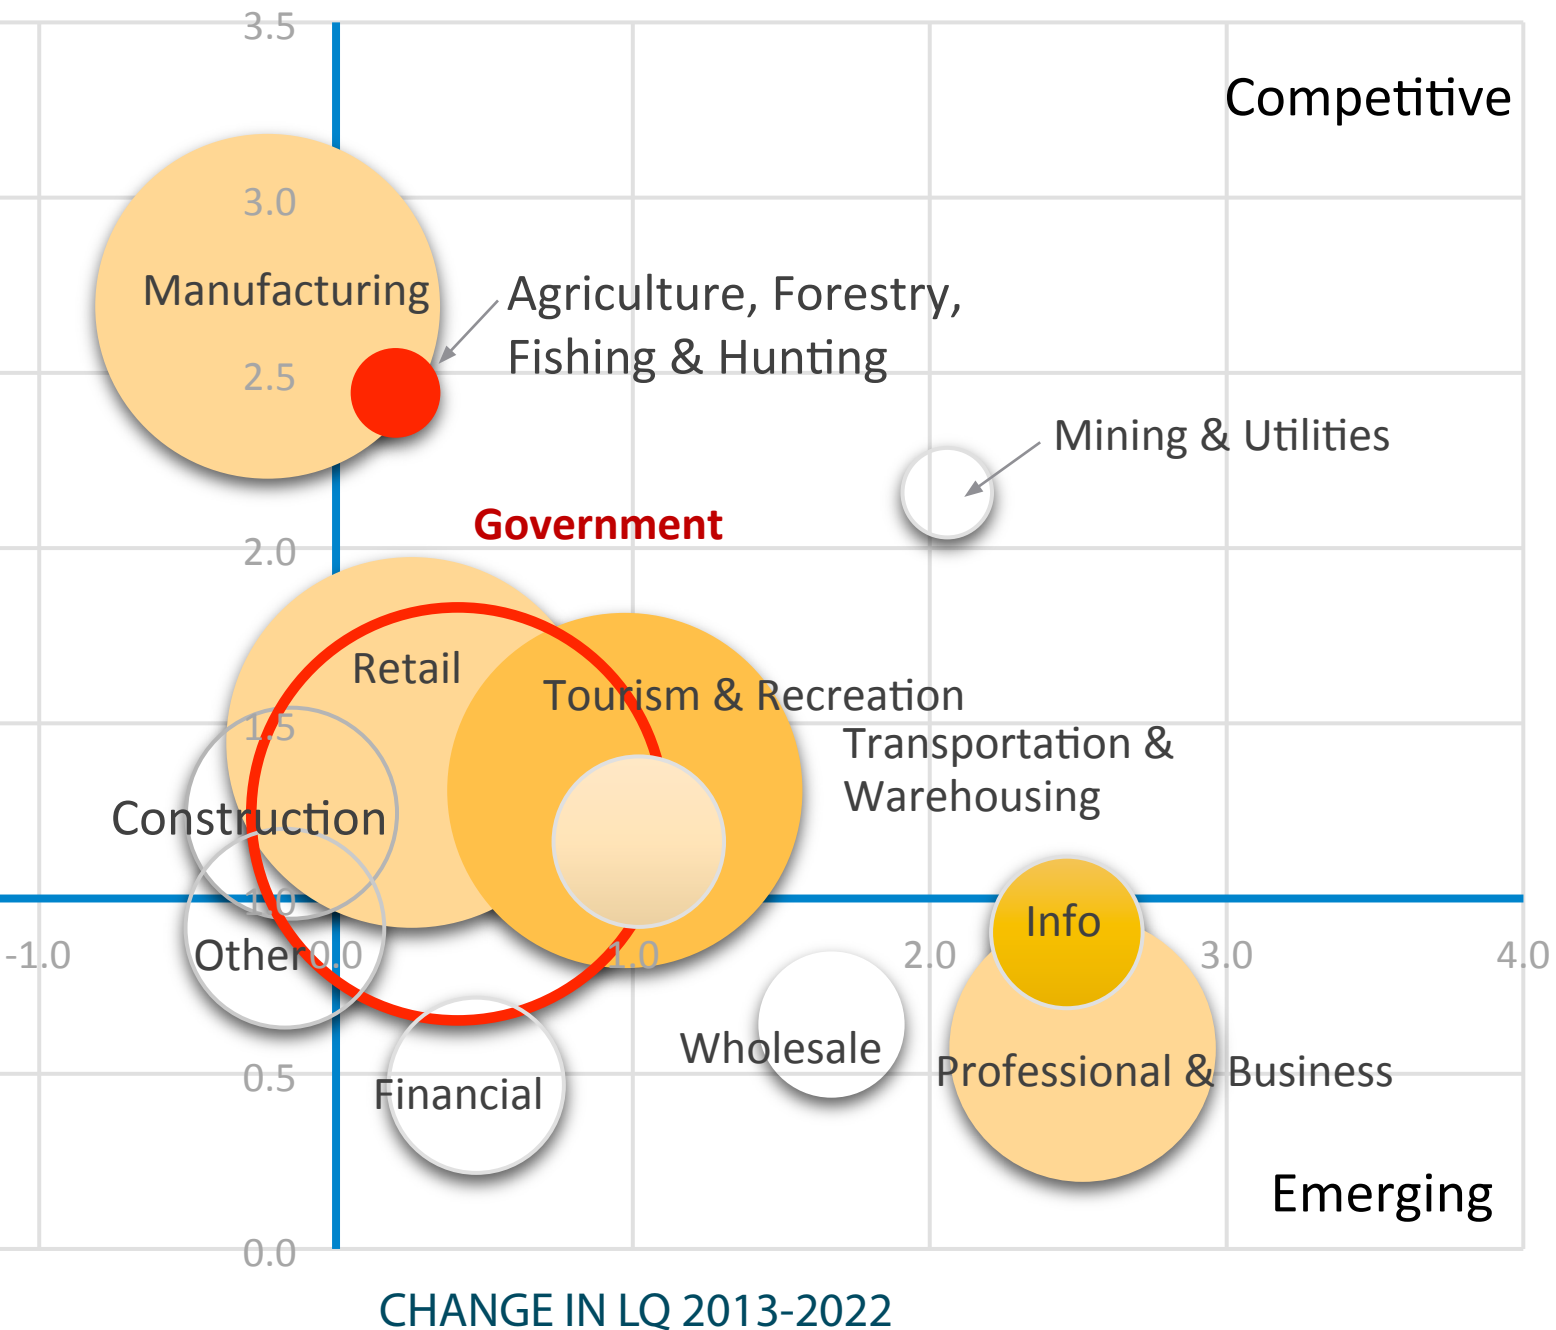 3.5
Competitive
3.0
Manufacturing
Agriculture, Forestry,
Fishing & Hunting
2.5
Mining & Utilities
Government
2.0
Retail
Tourism & Recreation
1.5
Transportation &
Warehousing
Construction
1.0
Info
-1.0
Other
0.0
1.0
2.0
3.0
4.0
Wholesale
Professional & Business
0.5
Financial
Emerging
0.0
CHANGE IN LQ 2013-2022